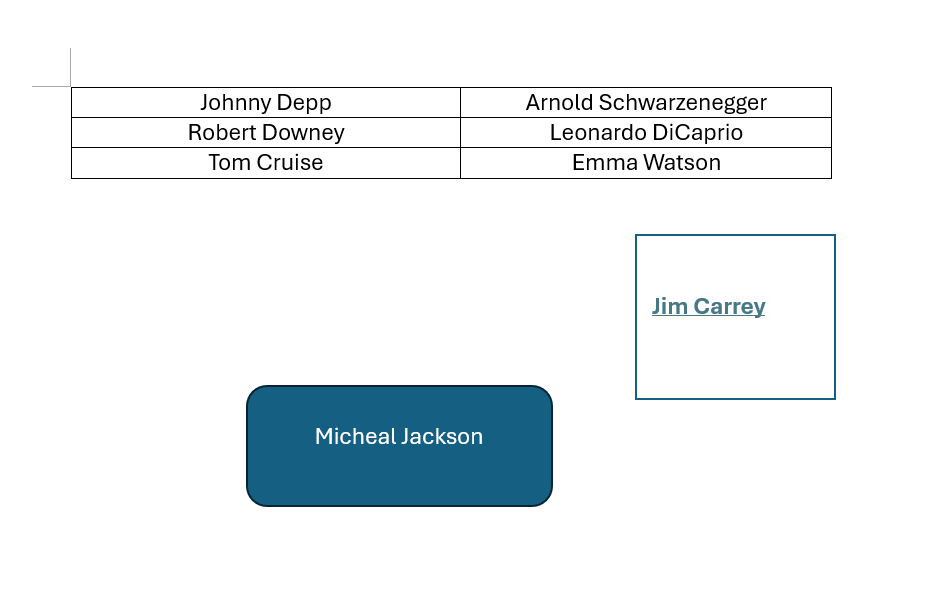 Johnny Depp Arnold Schwarzenegger
Robert Downey Leonardo DiCaprio
Tom Cruise Emma Watson
Jim Carrey
Micheal Jackson